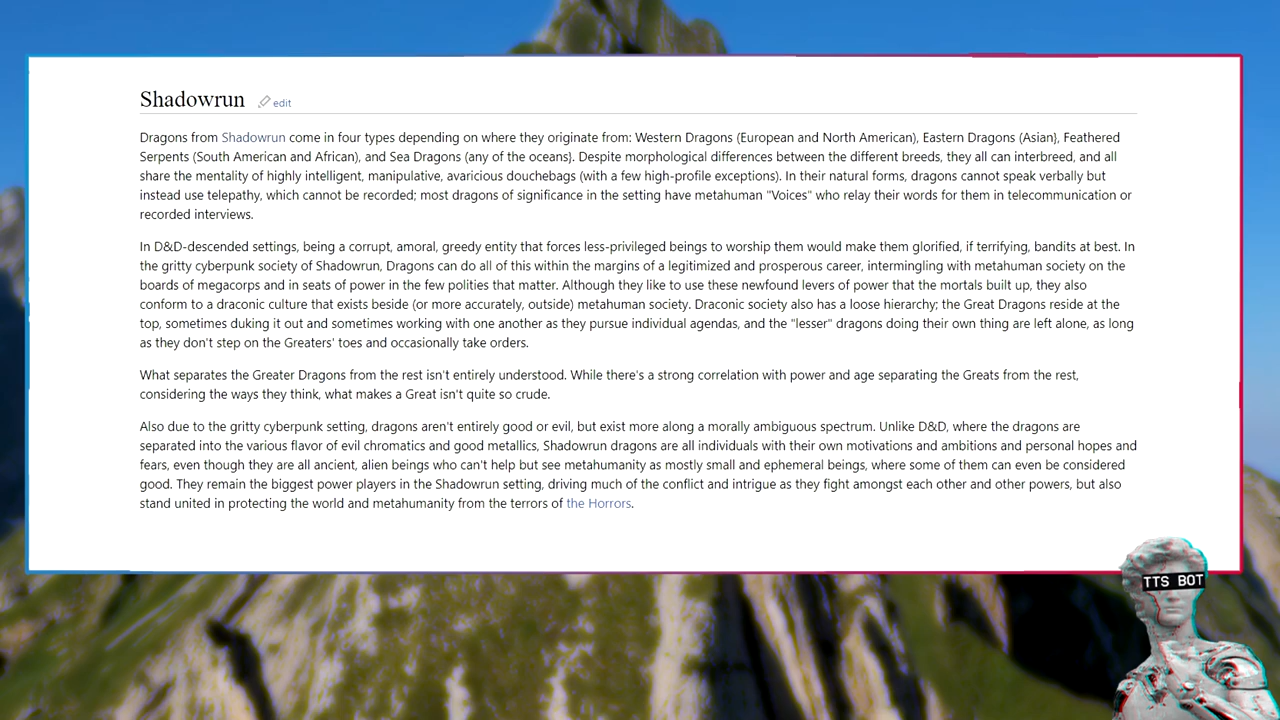 Shadowrun edit
Dragons from Shadowrun come in four types depending on where they originate from: Western Dragons (European and North American), Eastern Dragons (Asian), Feathered
Serpents (South American and African), and Sea Dragons (any of the oceans). Despite morphological differences between the different breeds, they all can interbreed, and all
share the mentality of highly intelligent, manipulative, avaricious douchebags (with a few high-profile exceptions). In their natural forms, dragons cannot speak verbally but
instead use telepathy, which cannot be recorded; most dragons of significance in the setting have metahuman "Voices" who relay their words for them in telecommunication or
recorded interviews.
In D&D-descended settings, being a corrupt, amoral, greedy entity that forces less-privileged beings to worship them would make them glorified, if terrifying, bandits at best. In
the gritty cyberpunk society of Shadowrun, Dragons can do all of this within the margins of a legitimized and prosperous career, intermingling with metahuman society on the
boards of megacorps and in seats of power in the few polities that matter. Although they like to use these newfound levers of power that the mortals built up, they also
conform to a draconic culture that exists beside (or more accurately, outside) metahuman society. Draconic society also has a loose hierarchy; the Great Dragons reside at the
top, sometimes duking it out and sometimes working with one another as they pursue individual agendas, and the "lesser" dragons doing their own thing are left alone, as long
as they don't step on the Greaters' toes and occasionally take orders.
What separates the Greater Dragons from the rest isn't entirely understood. While there's a strong correlation with power and age separating the Greats from the rest,
considering the ways they think, what makes a Great isn't quite so crude.
Also due to the gritty cyberpunk setting, dragons aren't entirely good or evil, but exist more along a morally ambiguous spectrum. Unlike D&D, where the dragons are
separated into the various flavor of evil chromatics and good metallics, Shadowrun dragons are all individuals with their own motivations and ambitions and personal hopes and
fears, even though they are all ancient, alien beings who can't help but see metahumanity as mostly small and ephemeral beings, where some of them can even be considered
good. They remain the biggest power players in the Shadowrun setting, driving much of the conflict and intrigue as they fight amongst each other and other powers, but also
stand united in protecting the world and metahumanity from the terrors of the Horrors.
TTS BOT